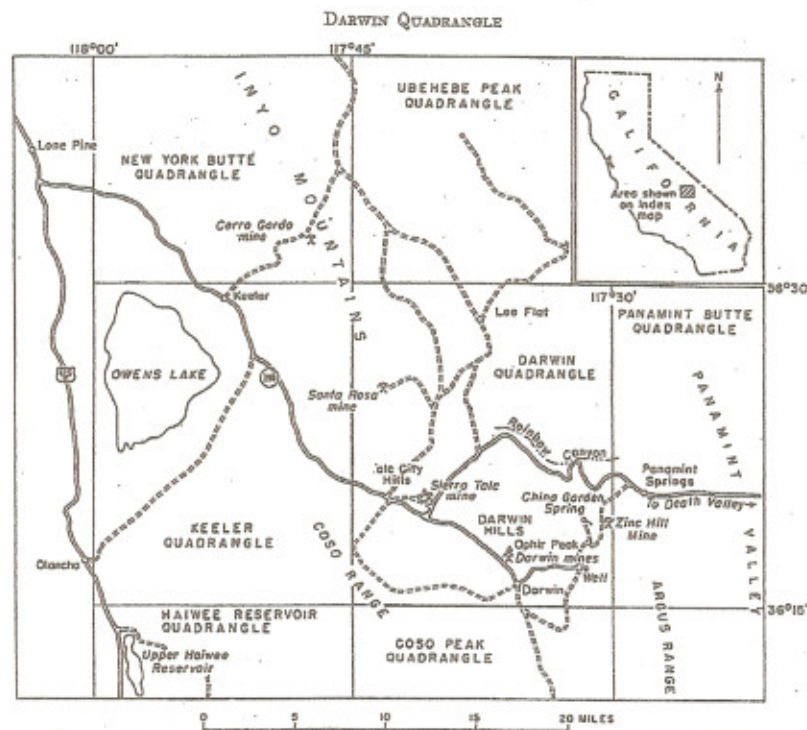 DARWIN QUADRANGLE
118°00'
117°45'
UBEHEBE PEAK
QUADRANGLE
N
CALIFORNIA
Area shown
on index
map
INYO MOUNTAINS
Lone Pine
NEW YORK BUTTE
QUADRANGLE
Cerro Gordo
mine
Keeler
36°30'
117°30'
Lee Flat
PANAMINT BUTTE
QUADRANGLE
OWENS LAKE
DARWIN
QUADRANGLE
Santa Rosa
mine
PANAMINT VALLEY
Rainbow Canyon
Panamint
Springs
To Death Valley
Talc City
Hills
Sierra Talc
mine
China Garden
Spring
Zinc Hill
Mine
KEELER
QUADRANGLE
COSO RANGE
DARWIN
HILLS
Ophir Peak
Darwin mines
Olancha
Darwin
Well
36°15'
HAIWEE RESERVOIR
QUADRANGLE
Upper Haiwee
Reservoir
COSO PEAK
QUADRANGLE
ARGUS RANGE
0 5 10 15 20 MILES